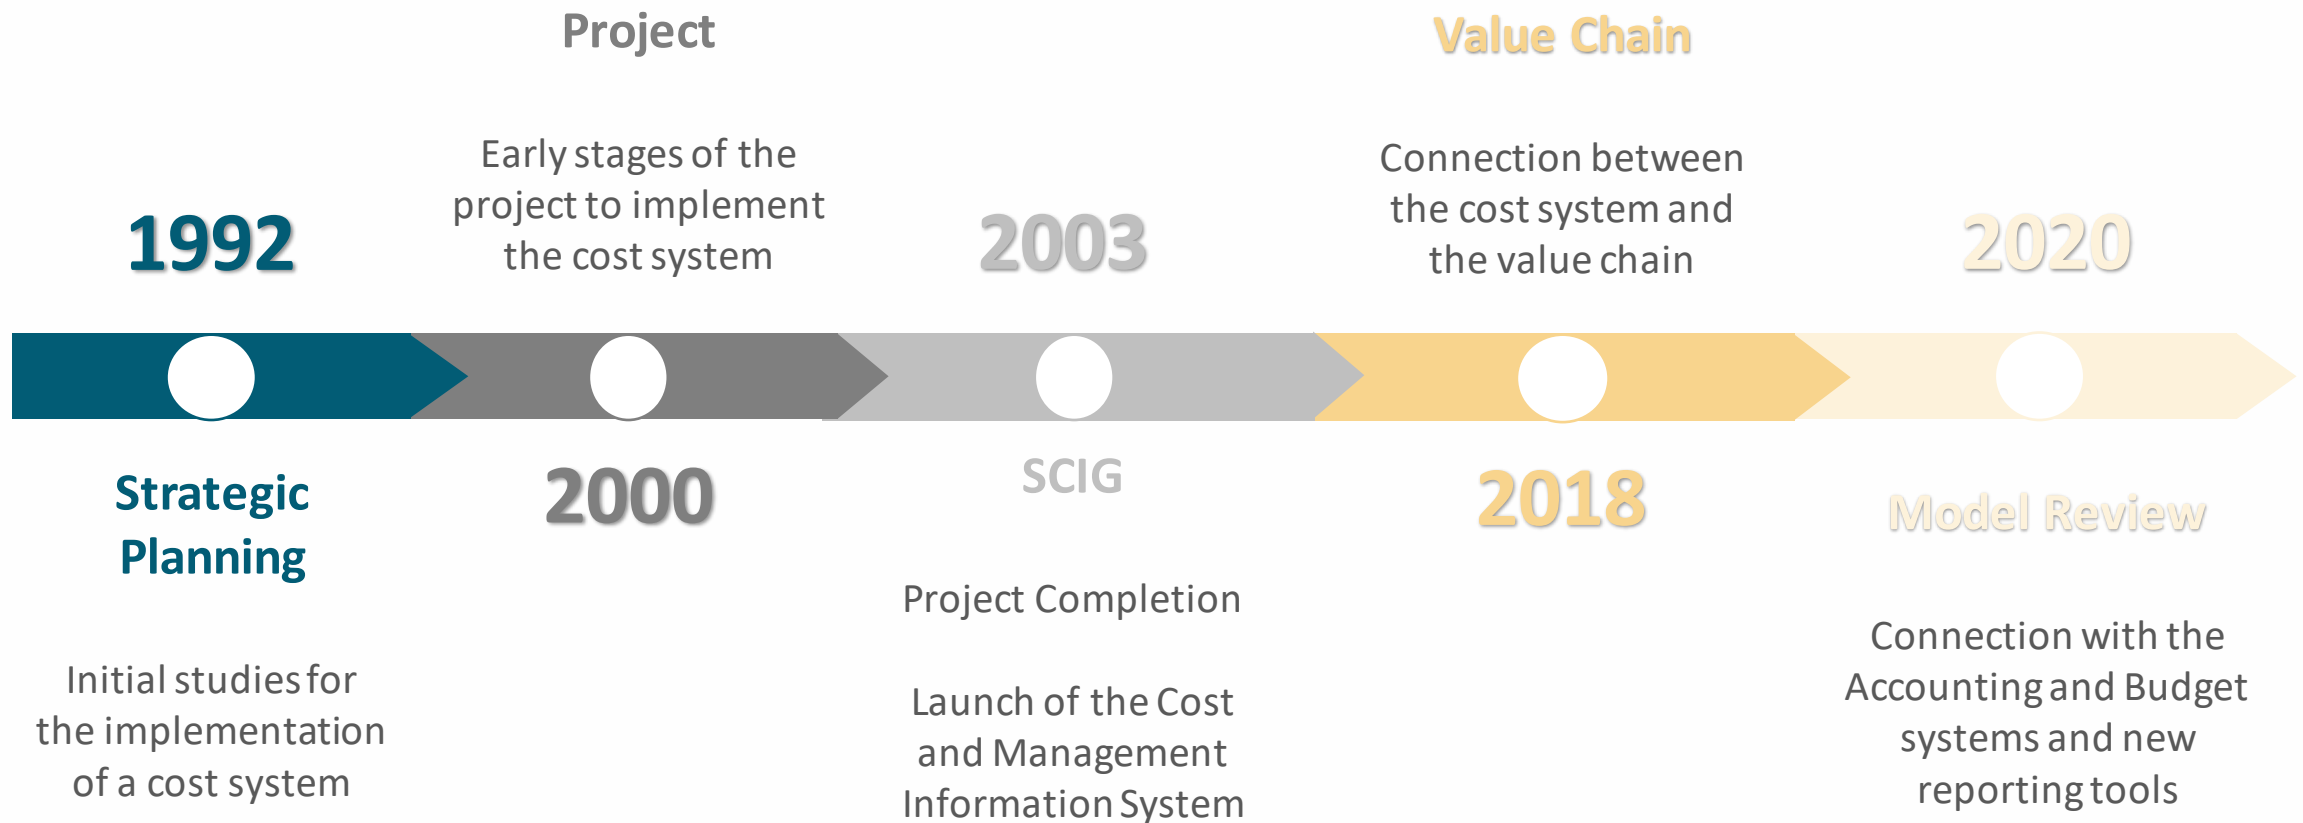 1992
Strategic
Planning
Initial studies for
the implementation
of a cost system
Project
Early stages of the
project to implement
the cost system
2000
2003
SCIG
Project Completion
Launch of the Cost
and Management
Information System
Value Chain
Connection between
the cost system and
the value chain
2018
2020
Model Review
Connection with the
Accounting and Budget
systems and new
reporting tools